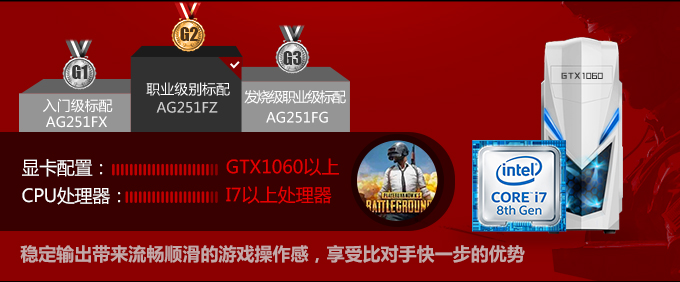 G1
G2
G3
入门级标配
AG251FX
职业级别标配
AG251FZ
发烧级职业级标配
AG251FG
显卡配置：
GTX1060以上
CPU处理器：
I7以上处理器
PLAYERUNKNOWN'S
BATTLEGROUNDS
GTX1060
intel
CORE i7
8th Gen
稳定输出带来流畅顺滑的游戏操作感，享受比对手快一步的优势